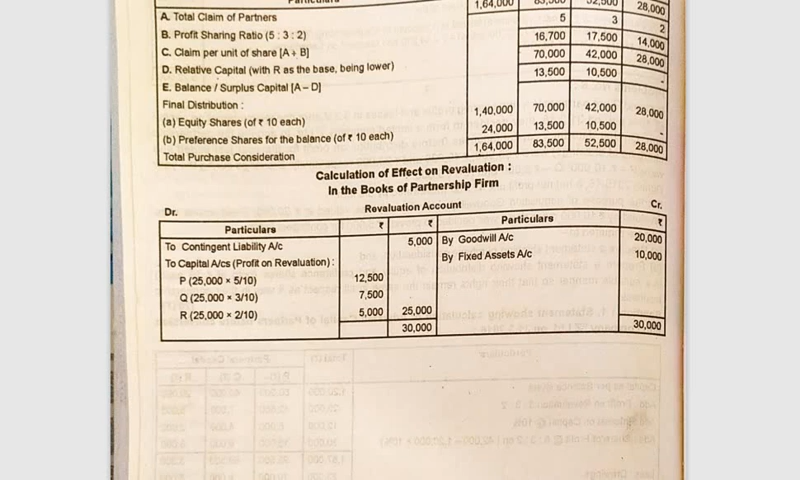 Particulars
1,64,000 83,500 52,500 28,000
A. Total Claim of Partners 5 3 2
B. Profit Sharing Ratio (5 : 3 : 2) 16,700 17,500 14,000
C. Claim per unit of share [A ÷ B] 70,000 42,000 28,000
D. Relative Capital (with R as the base, being lower) 13,500 10,500 -
E. Balance / Surplus Capital [A – D]
Final Distribution :
(a) Equity Shares (of ₹ 10 each) 1,40,000 70,000 42,000 28,000
(b) Preference Shares for the balance (of ₹ 10 each) 24,000 13,500 10,500 -
Total Purchase Consideration 1,64,000 83,500 52,500 28,000
Calculation of Effect on Revaluation :
In the Books of Partnership Firm
Dr. Revaluation Account Cr.
Particulars ₹ ₹ Particulars ₹
To Contingent Liability A/c 5,000 By Goodwill A/c 20,000
To Capital A/cs (Profit on Revaluation) : By Fixed Assets A/c 10,000
P (25,000 × 5/10) 12,500
Q (25,000 × 3/10) 7,500
R (25,000 × 2/10) 5,000 25,000
30,000 30,000